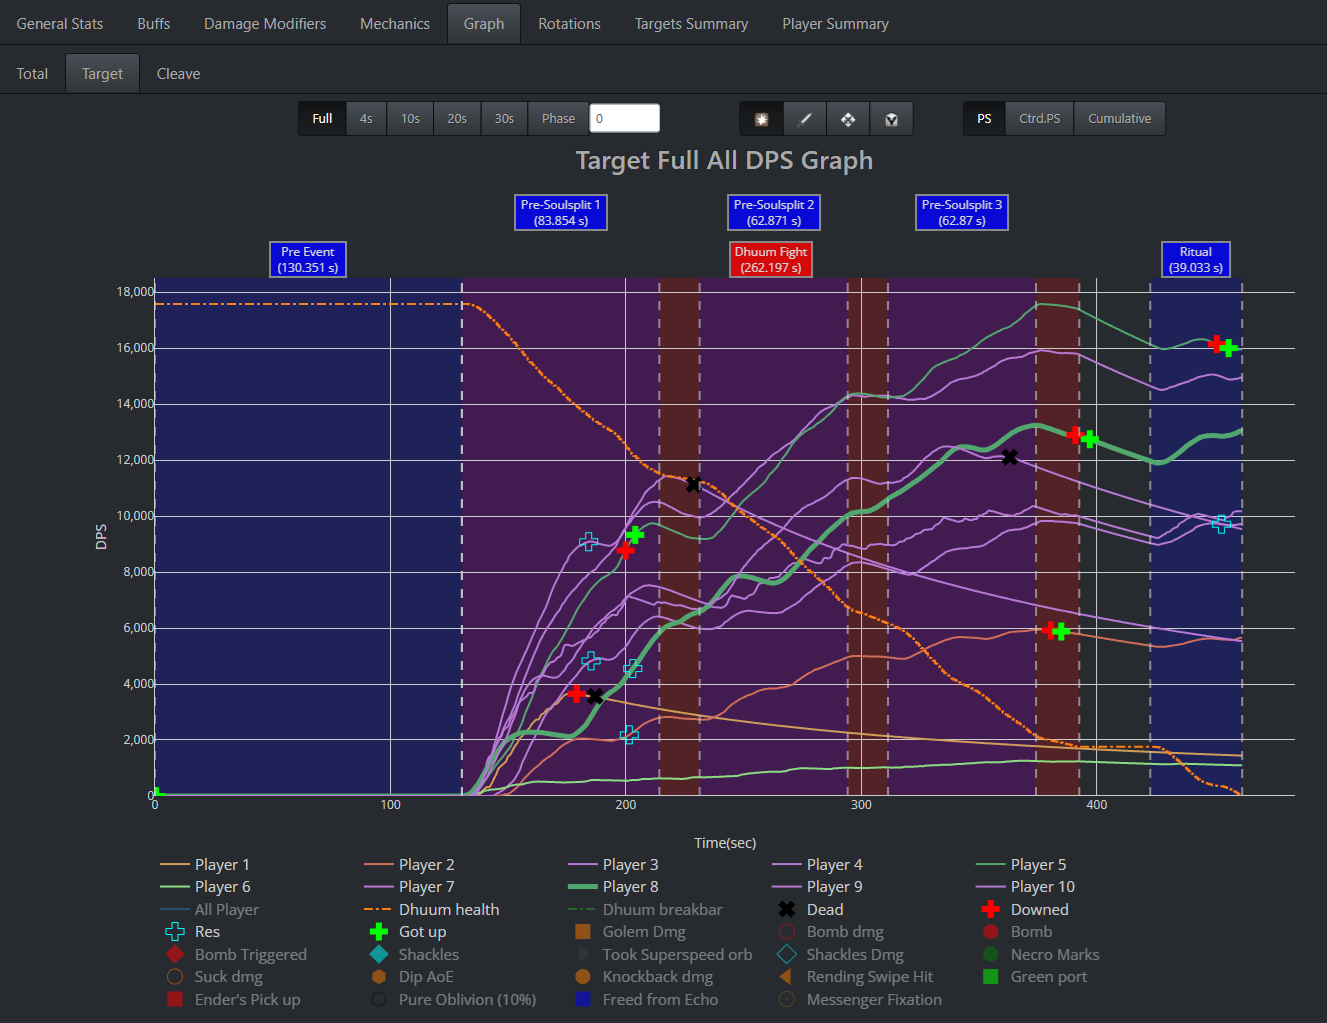 General Stats Buffs Damage Modifiers Mechanics Graph Rotations Targets Summary Player Summary
Total Target Cleave
Full 4s 10s 20s 30s Phase 0 PS Ctrd.PS Cumulative
Target Full All DPS Graph
Pre-Soulsplit 1
(83.854 s)
Pre-Soulsplit 2
(62.871 s)
Pre-Soulsplit 3
(62.87 s)
Pre Event
(130.351 s)
Dhuum Fight
(262.197 s)
Ritual
(39.033 s)
18,000
16,000
14,000
12,000
10,000
8,000
6,000
4,000
2,000
0
DPS
0 100 200 300 400
Time(sec)
Player 1 Player 2 Player 3 Player 4 Player 5
Player 6 Player 7 Player 8 Player 9 Player 10
All Player Dhuum health Dhuum breakbar Dead Downed
Res Got up Golem Dmg Bomb dmg Bomb
Bomb Triggered Shackles Took Superspeed orb Shackles Dmg Necro Marks
Suck dmg Dip AoE Knockback dmg Rending Swipe Hit Green port
Ender's Pick up Pure Oblivion (10%) Freed from Echo Messenger Fixation